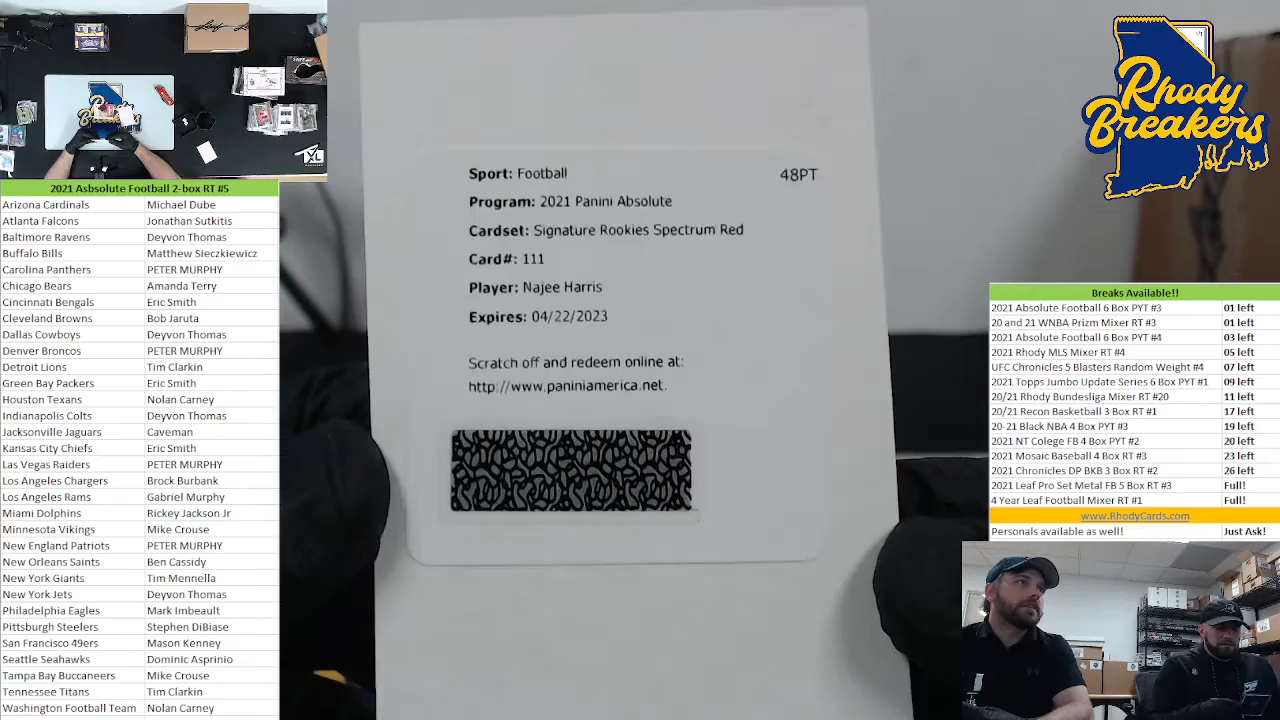 2021 Asbsolute Football 2-box RT #5
Arizona Cardinals Michael Dube
Atlanta Falcons Jonathan Sutkitis
Baltimore Ravens Deyvon Thomas
Buffalo Bills Matthew Sieczkiewicz
Carolina Panthers PETER MURPHY
Chicago Bears Amanda Terry
Cincinnati Bengals Eric Smith
Cleveland Browns Bob Jaruta
Dallas Cowboys Deyvon Thomas
Denver Broncos PETER MURPHY
Detroit Lions Tim Clarkin
Green Bay Packers Eric Smith
Houston Texans Nolan Carney
Indianapolis Colts Deyvon Thomas
Jacksonville Jaguars Caveman
Kansas City Chiefs Eric Smith
Las Vegas Raiders PETER MURPHY
Los Angeles Chargers Brock Burbank
Los Angeles Rams Gabriel Murphy
Miami Dolphins Rickey Jackson Jr
Minnesota Vikings Mike Crouse
New England Patriots PETER MURPHY
New Orleans Saints Ben Cassidy
New York Giants Tim Mennella
New York Jets Deyvon Thomas
Philadelphia Eagles Mark Imbeault
Pittsburgh Steelers Stephen DiBiase
San Francisco 49ers Mason Kenney
Seattle Seahawks Dominic Asprinio
Tampa Bay Buccaneers Mike Crouse
Tennessee Titans Tim Clarkin
Washington Football Team Nolan Carney
Sport: Football 48PT
Program: 2021 Panini Absolute
Cardset: Signature Rookies Spectrum Red
Card#: 111
Player: Najee Harris
Expires: 04/22/2023
Scratch off and redeem online at:
http://www.paniniamerica.net.
1/1
Rhody
Breakers
Breaks Available!!
2021 Absolute Football 6 Box PYT #3 01 left
20 and 21 WNBA Prizm Mixer RT #3 01 left
2021 Absolute Football 6 Box PYT #4 03 left
2021 Rhody MLS Mixer RT #4 05 left
UFC Chronicles 5 Blasters Random Weight #4 07 left
2021 Topps Jumbo Update Series 6 Box PYT #1 09 left
20/21 Rhody Bundesliga Mixer RT #20 11 left
20/21 Recon Basketball 3 Box RT #1 17 left
20-21 Black NBA 4 Box PYT #3 19 left
2021 NT Colege FB 4 Box PYT #2 20 left
2021 Mosaic Baseball 4 Box RT #3 23 left
2021 Chronicles DP BKB 3 Box RT #2 26 left
2021 Leaf Pro Set Metal FB 5 Box RT #3 Full!
4 Year Leaf Football Mixer RT #1 Full!
www.RhodyCards.com
Personals available as well! Just Ask!